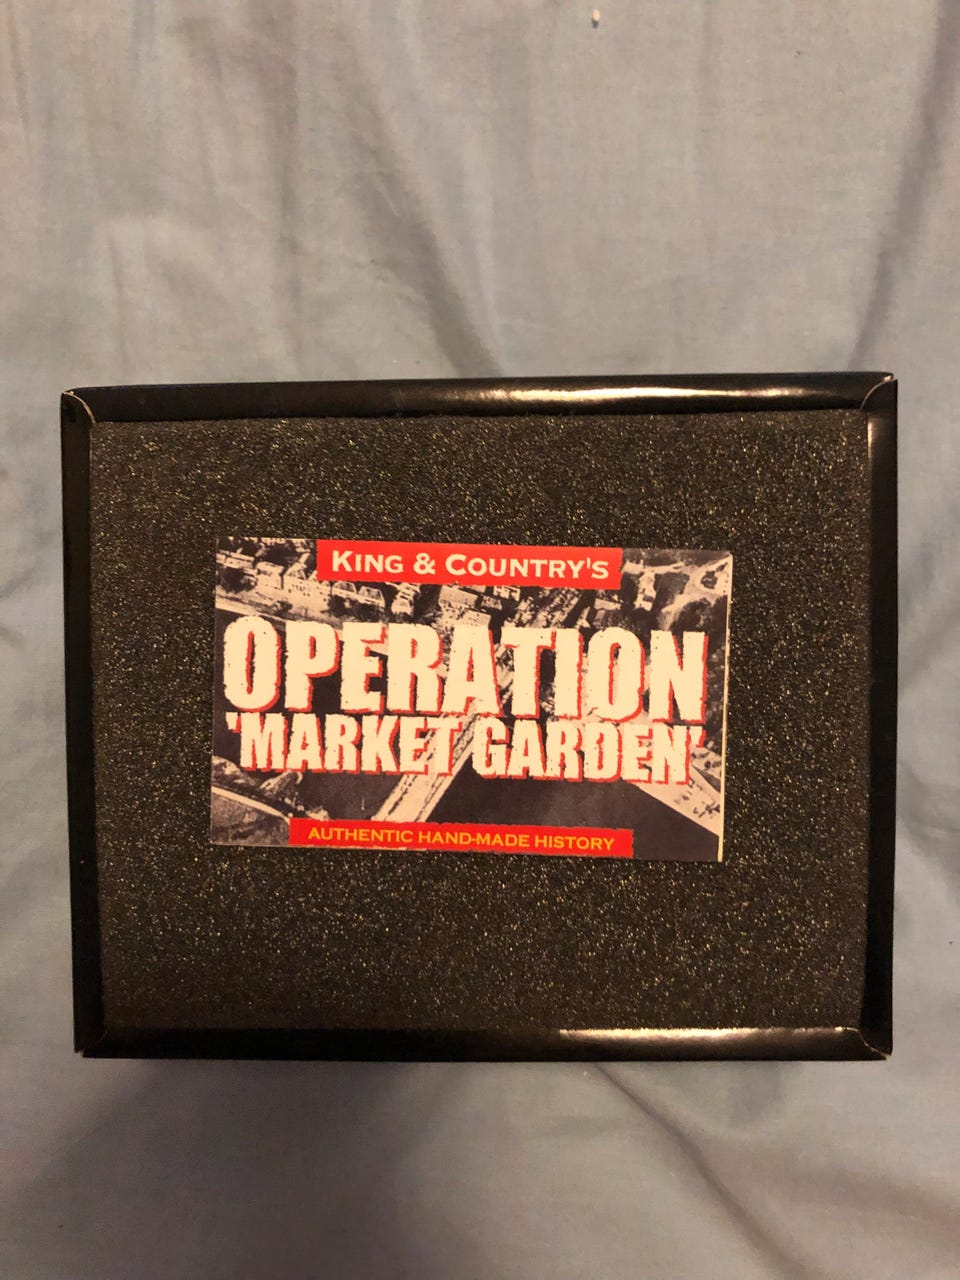 KING & COUNTRY'S
OPERATION
'MARKET GARDEN'
AUTHENTIC HAND-MADE HISTORY